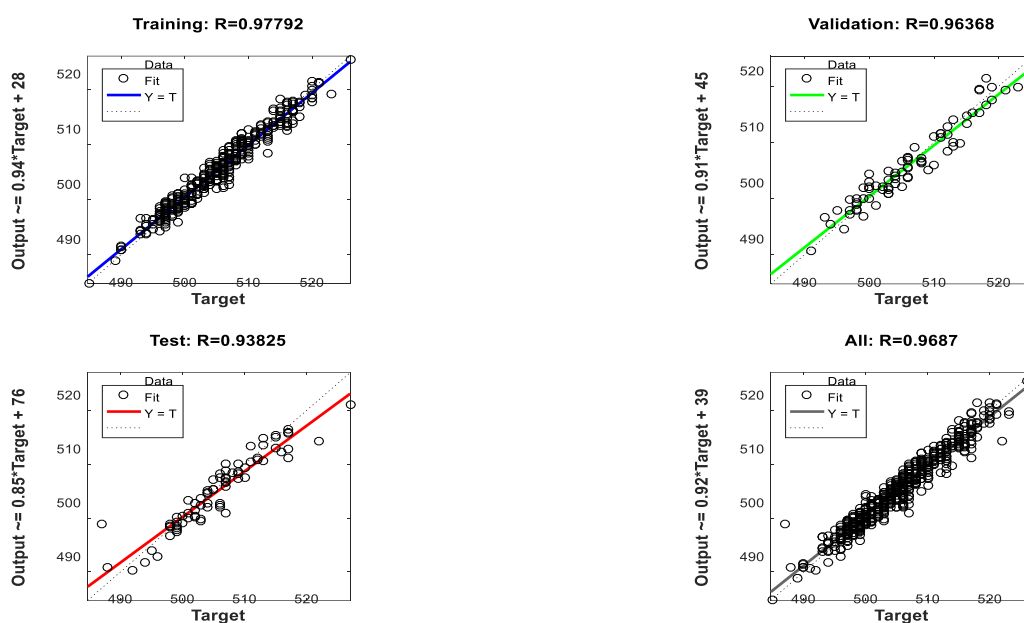 Training: R=0.97792
Output ~= 0.94*Target + 28
520
510
500
490
Data
Fit
Y = T
490 500 510 520
Target
Validation: R=0.96368
Output ~= 0.91*Target + 45
520
510
500
490
Data
Fit
Y = T
490 500 510 520
Target
Test: R=0.93825
Output ~= 0.85*Target + 76
520
510
500
490
Data
Fit
Y = T
490 500 510 520
Target
All: R=0.9687
Output ~= 0.92*Target + 39
520
510
500
490
Data
Fit
Y = T
490 500 510 520
Target